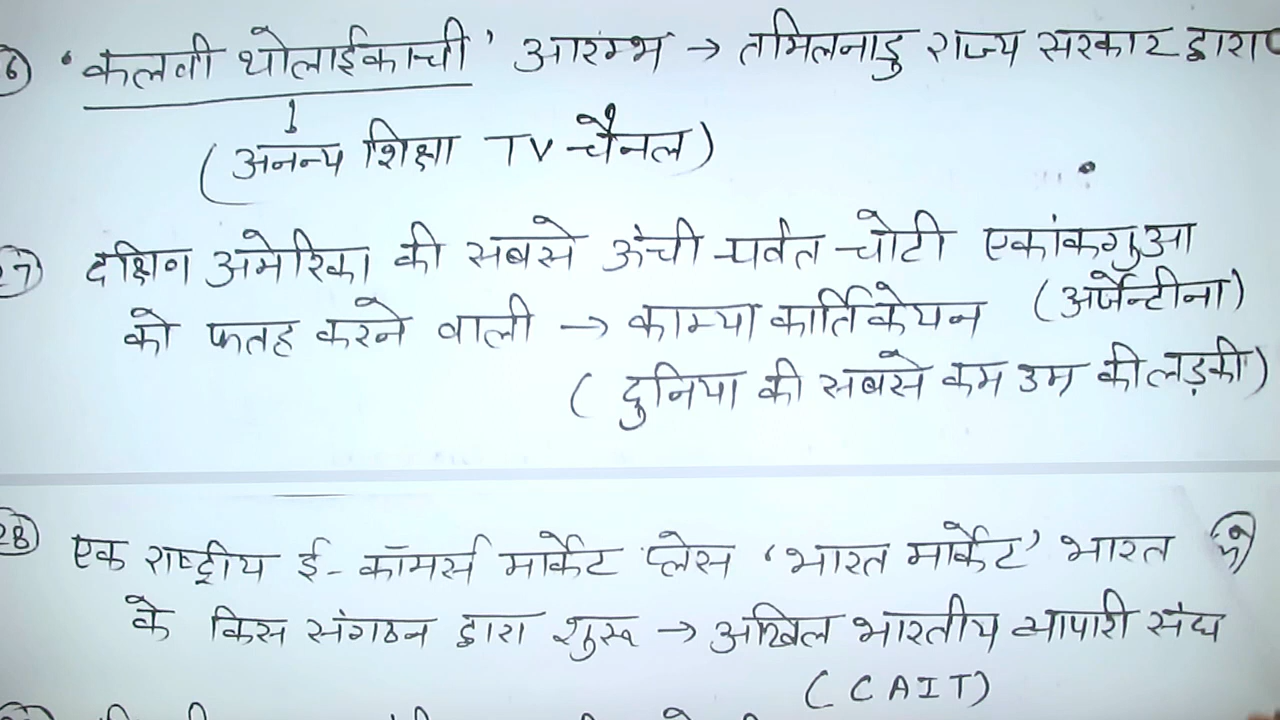 6) 'कलवी थोलाईकाची' आरम्भ → तमिलनाडु राज्य सरकार द्वारा
(अनन्य शिक्षा TV चैनल)
27) दक्षिण अमेरिका की सबसे ऊंची पर्वत चोटी एकांकगुआ
(अर्जेन्टीना)
को फतह करने वाली → काम्या कार्तिकेयन
(दुनिया की सबसे कम उम्र की लड़की)
28) एक राष्ट्रीय ई-कॉमर्स मार्केट प्लेस 'भारत मार्केट' भारत
के किस संगठन द्वारा शुरू → अखिल भारतीय व्यापारी संघ
(CAIT)